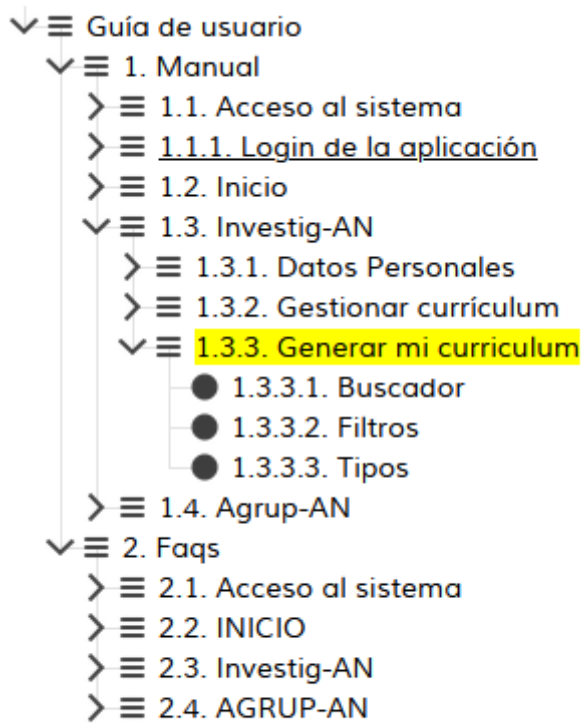 Guía de usuario
1. Manual
1.1. Acceso al sistema
1.1.1. Login de la aplicación
1.2. Inicio
1.3. Investig-AN
1.3.1. Datos Personales
1.3.2. Gestionar currículum
1.3.3. Generar mi curriculum
1.3.3.1. Buscador
1.3.3.2. Filtros
1.3.3.3. Tipos
1.4. Agrup-AN
2. Faqs
2.1. Acceso al sistema
2.2. INICIO
2.3. Investig-AN
2.4. AGRUP-AN